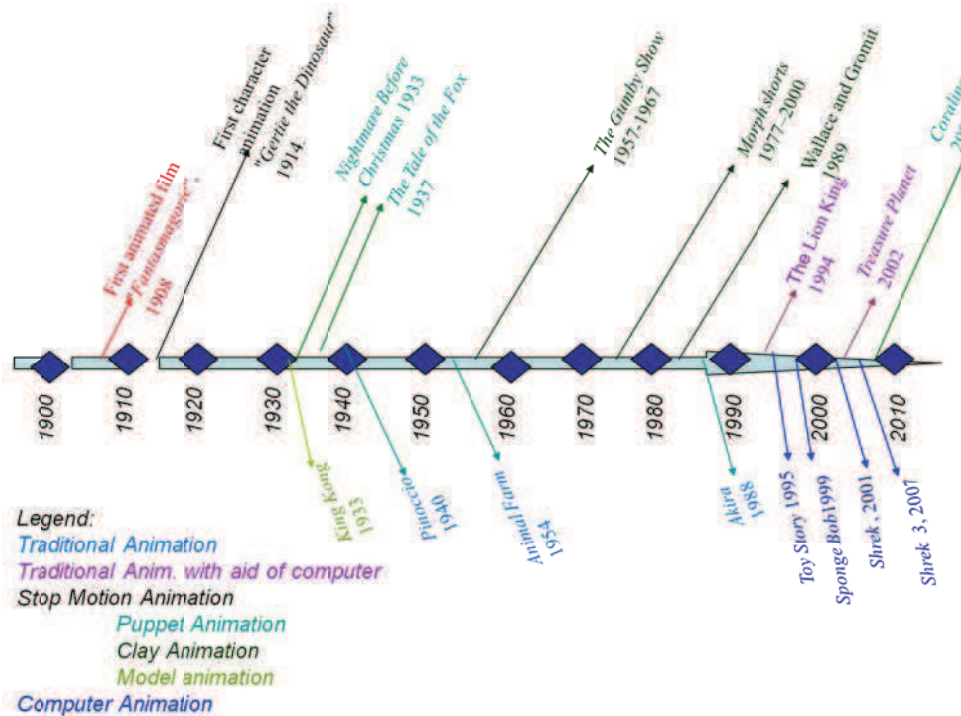 First animated film
"Fantasmagorie"
1908
First character
animation
"Gertie the Dinosaur"
1914.
Nightmare Before
Christmas 1933
The Tale of the Fox
1937
The Gumby Show
1957-1967
Morph shorts
1977–2000
Wallace and Gromit
1989
The Lion King
1994
Treasure Planet
2002
1900
1910
1920
1930
1940
1950
1960
1970
1980
1990
2000
2010
King Kong
1933
Pinoccio
1940
Animal Farm
1954
Akira
1988
Toy Story 1995
Sponge Bob1999
Shrek , 2001
Shrek 3, 2007
Legend:
Traditional Animation
Traditional Anim. with aid of computer
Stop Motion Animation
Puppet Animation
Clay Animation
Model animation
Computer Animation